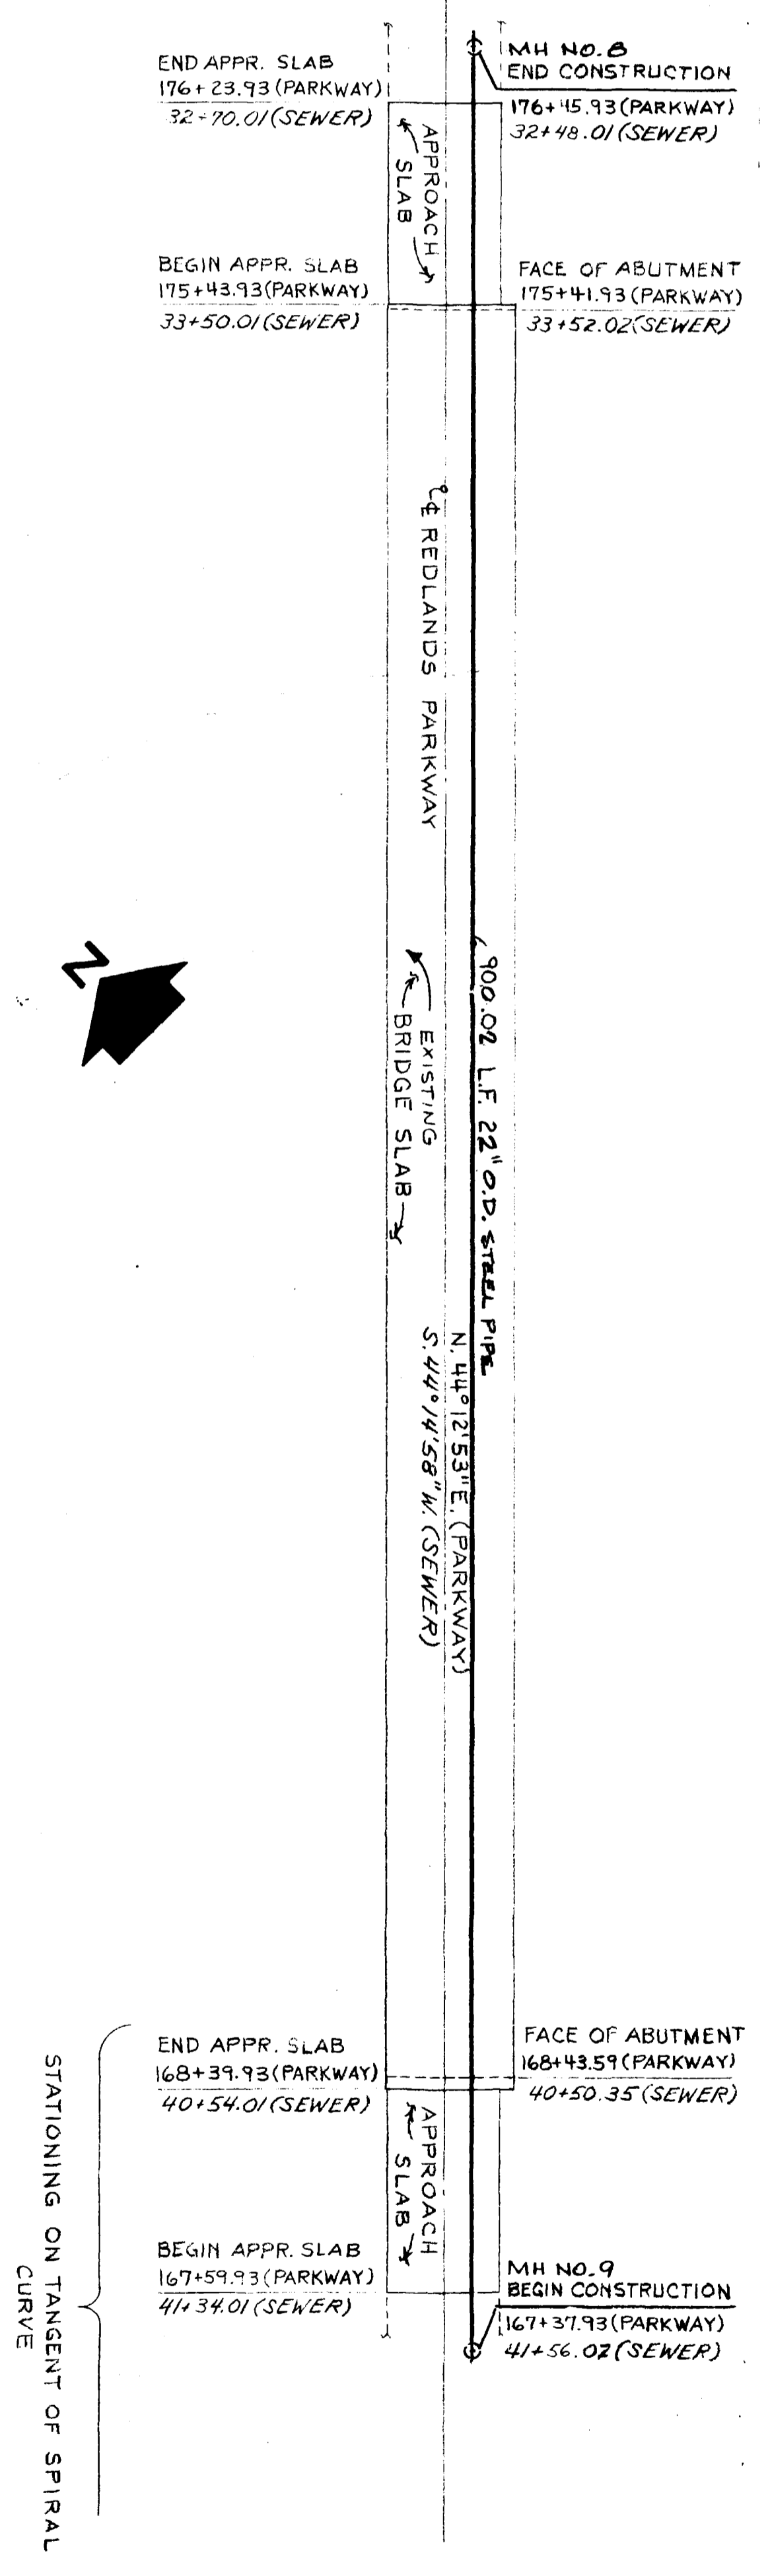 END APPR. SLAB
176+23.93 (PARKWAY)
32+70.01 (SEWER)
MH NO. 8
END CONSTRUCTION
176+45.93 (PARKWAY)
32+48.01 (SEWER)
APPROACH
SLAB
BEGIN APPR. SLAB
175+43.93 (PARKWAY)
33+50.01 (SEWER)
FACE OF ABUTMENT
175+41.93 (PARKWAY)
33+52.02 (SEWER)
℄ REDLANDS PARKWAY
N
900.02 L.F. 22" O.D. STEEL PIPE
EXISTING
BRIDGE SLAB
N. 44° 12' 53" E. (PARKWAY)
S. 44° 14' 58" W. (SEWER)
END APPR. SLAB
168+39.93 (PARKWAY)
40+54.01 (SEWER)
FACE OF ABUTMENT
168+43.59 (PARKWAY)
40+50.35 (SEWER)
APPROACH
SLAB
BEGIN APPR. SLAB
167+59.93 (PARKWAY)
41+34.01 (SEWER)
MH NO. 9
BEGIN CONSTRUCTION
167+37.93 (PARKWAY)
41+56.02 (SEWER)
STATIONING ON TANGENT OF SPIRAL
CURVE